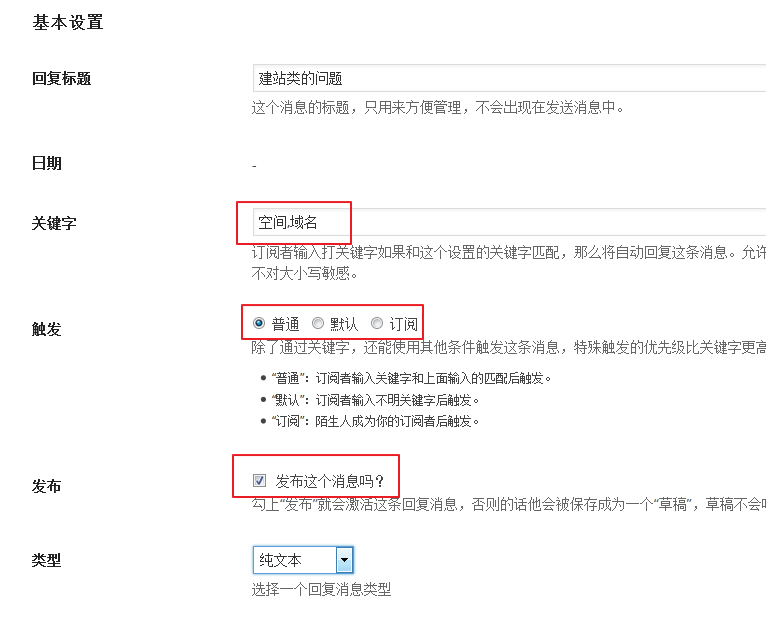 基本设置
回复标题
建站类的问题
这个消息的标题，只用来方便管理，不会出现在发送消息中。
日期
-
关键字
空间,域名
订阅者输入打关键字如果和这个设置的关键字匹配，那么将自动回复这条消息。允许
不对大小写敏感。
触发
普通 默认 订阅
除了通过关键字，还能使用其他条件触发这条消息，特殊触发的优先级比关键字更高
• “普通”：订阅者输入关键字和上面输入的匹配后触发。
• “默认”：订阅者输入不明关键字后触发。
• “订阅”：陌生人成为你的订阅者后触发。
发布
发布这个消息吗？
勾上“发布”就会激活这条回复消息，否则的话他会被保存成为一个“草稿”，草稿不会
类型
纯文本
选择一个回复消息类型